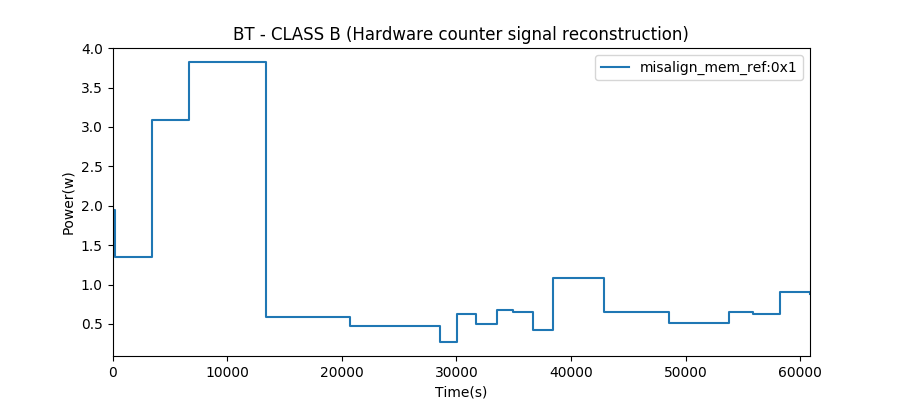 BT - CLASS B (Hardware counter signal reconstruction)
misalign_mem_ref:0x1
Power(w)
4.0
3.5
3.0
2.5
2.0
1.5
1.0
0.5
0 10000 20000 30000 40000 50000 60000
Time(s)